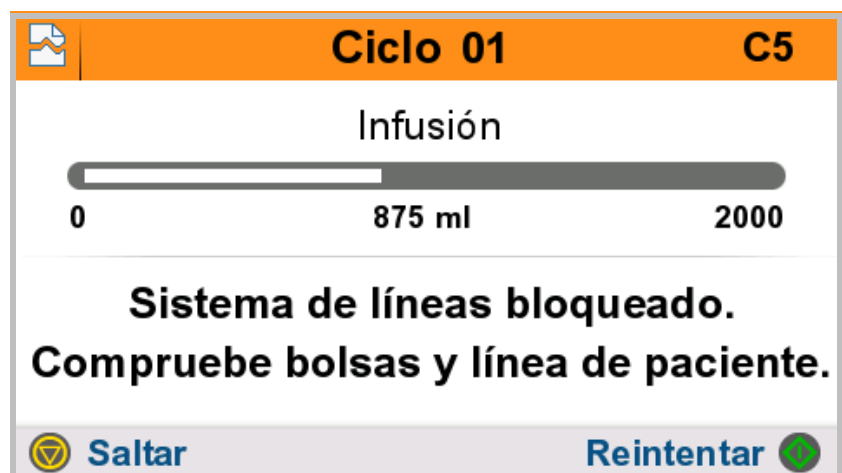 Ciclo 01 C5
Infusión
0 875 ml 2000
Sistema de líneas bloqueado.
Compruebe bolsas y línea de paciente.
Saltar Reintentar